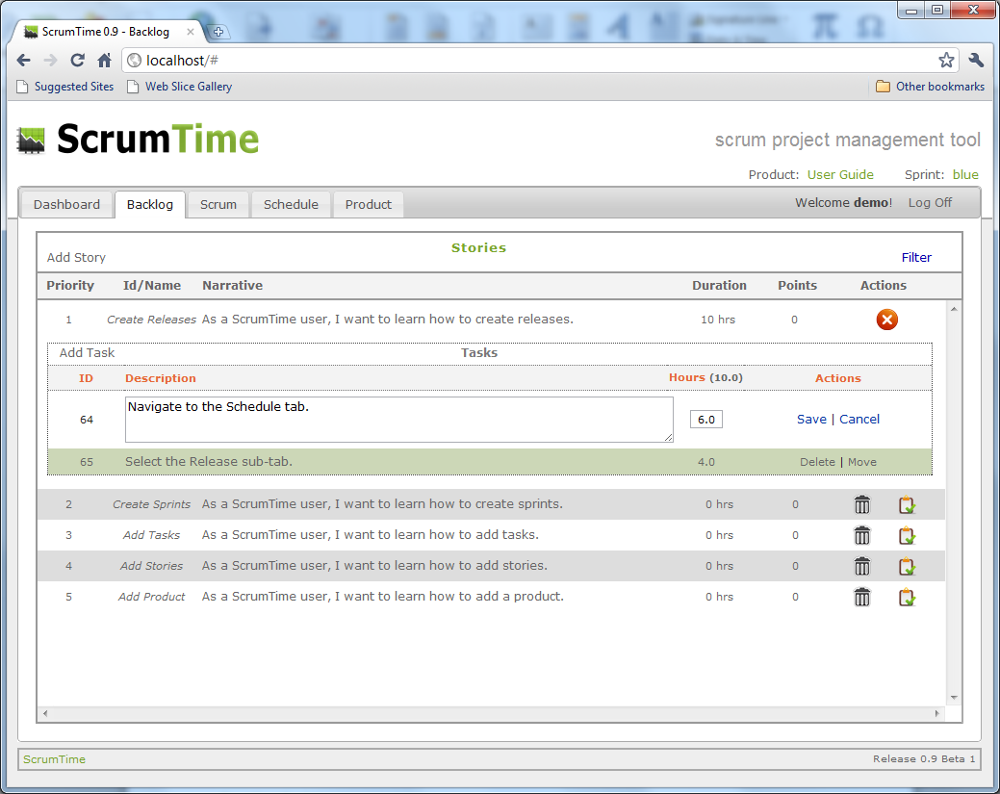 ScrumTime 0.9 - Backlog
localhost/#
Suggested Sites Web Slice Gallery Other bookmarks
ScrumTime
scrum project management tool
Product: User Guide Sprint: blue
Dashboard Backlog Scrum Schedule Product Welcome demo! Log Off
Stories
Add Story Filter
Priority Id/Name Narrative Duration Points Actions
1 Create Releases As a ScrumTime user, I want to learn how to create releases. 10 hrs 0
Add Task Tasks
ID Description Hours (10.0) Actions
64 Navigate to the Schedule tab. 6.0 Save | Cancel
65 Select the Release sub-tab. 4.0 Delete | Move
2 Create Sprints As a ScrumTime user, I want to learn how to create sprints. 0 hrs 0
3 Add Tasks As a ScrumTime user, I want to learn how to add tasks. 0 hrs 0
4 Add Stories As a ScrumTime user, I want to learn how to add stories. 0 hrs 0
5 Add Product As a ScrumTime user, I want to learn how to add a product. 0 hrs 0
ScrumTime Release 0.9 Beta 1